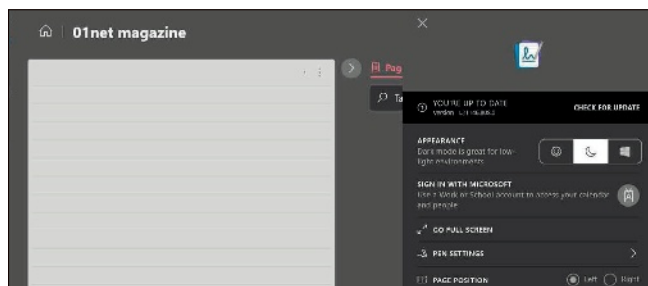 01net magazine
Pag
Ta
YOU'RE UP TO DATE
CHECK FOR UPDATE
APPEARANCE
Dark mode is great for low-
light environments
SIGN IN WITH MICROSOFT
Use a Work or School account to access your calendar
and people
GO FULL SCREEN
PEN SETTINGS
PAGE POSITION
Left
Right